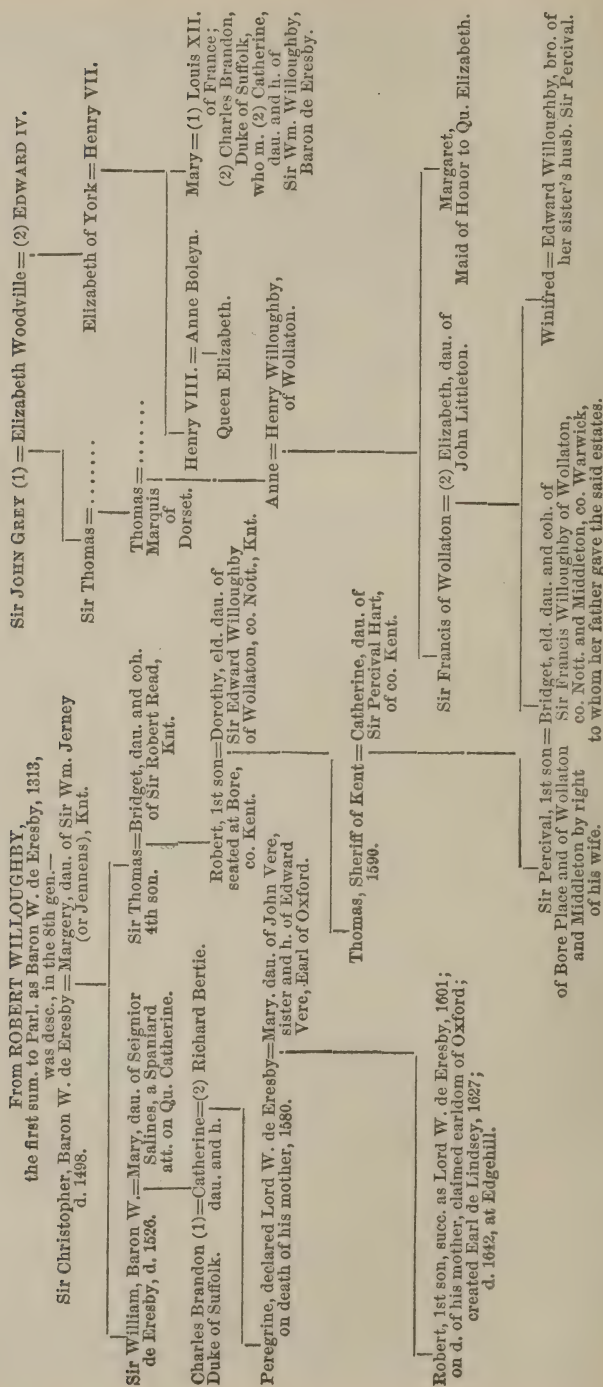 From ROBERT WILLOUGHBY,
the first sum. to Parl. as Baron W. de Eresby, 1313,
was desc., in the 8th gen.—
Sir Christopher, Baron W. de Eresby = Margery, dau. of Sir Wm. Jerney
d. 1498.
(or Jennens), Knt.
Sir William, Baron W. = Mary, dau. of Seignior
de Eresby, d. 1526.
Salines, a Spaniard
att. on Qu. Catherine.
Sir Thomas = Bridget, dau. and coh.
4th son.
of Sir Robert Read,
Knt.
Charles Brandon (1) = Catherine = (2) Richard Bertie.
Duke of Suffolk.
dau. and h.
Robert, 1st son = Dorothy, eld. dau. of
seated at Bore,
Sir Edward Willoughby
co. Kent.
of Wollaton, co. Nott., Knt.
Peregrine, declared Lord W. de Eresby = Mary. dau. of John Vere,
on death of his mother, 1580.
sister and h. of Edward
Vere, Earl of Oxford.
Thomas, Sheriff of Kent = Catherine, dau. of
1590.
Sir Percival Hart,
of co. Kent.
Robert, 1st son, succ. as Lord W. de Eresby, 1601;
on d. of his mother, claimed earldom of Oxford;
created Earl de Lindsey, 1627;
d. 1642, at Edgehill.
Sir Percival, 1st son = Bridget, eld. dau. and coh. of
of Bore Place and of Wollaton
Sir Francis Willoughby of Wollaton,
and Middleton by right
co. Nott. and Middleton, co. Warwick,
of his wife.
to whom her father gave the said estates.
Sir JOHN GREY (1) = Elizabeth Woodville = (2) EDWARD IV.
Sir Thomas = . . . . . . .
Elizabeth of York = Henry VII.
Thomas = . . . . . . .
Marquis
of
Dorset.
Henry VIII. = Anne Boleyn.
Queen Elizabeth.
Mary = (1) Louis XII.
of France;
(2) Charles Brandon,
Duke of Suffolk,
who m. (2) Catherine,
dau. and h. of
Sir Wm. Willoughby,
Baron de Eresby.
Anne = Henry Willoughby,
of Wollaton.
Sir Francis of Wollaton = (2) Elizabeth, dau. of
John Littleton.
Margaret,
Maid of Honor to Qu. Elizabeth.
Winifred = Edward Willoughby, bro. of
her sister's husb. Sir Percival.